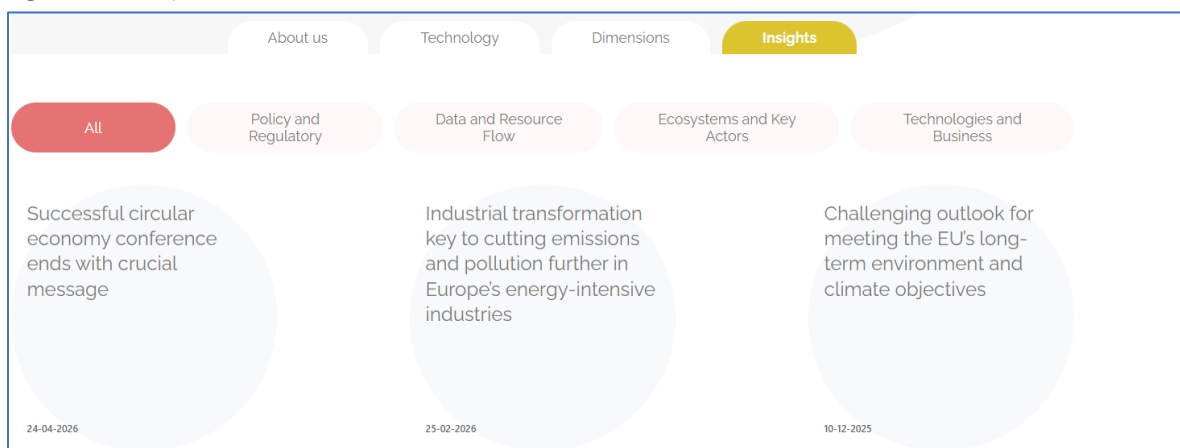 About us
Technology
Dimensions
Insights
All
Policy and
Regulatory
Data and Resource
Flow
Ecosystems and Key
Actors
Technologies and
Business
Successful circular
economy conference
ends with crucial
message
24-04-2026
Industrial transformation
key to cutting emissions
and pollution further in
Europe's energy-intensive
industries
25-02-2026
Challenging outlook for
meeting the EU's long-
term environment and
climate objectives
10-12-2025